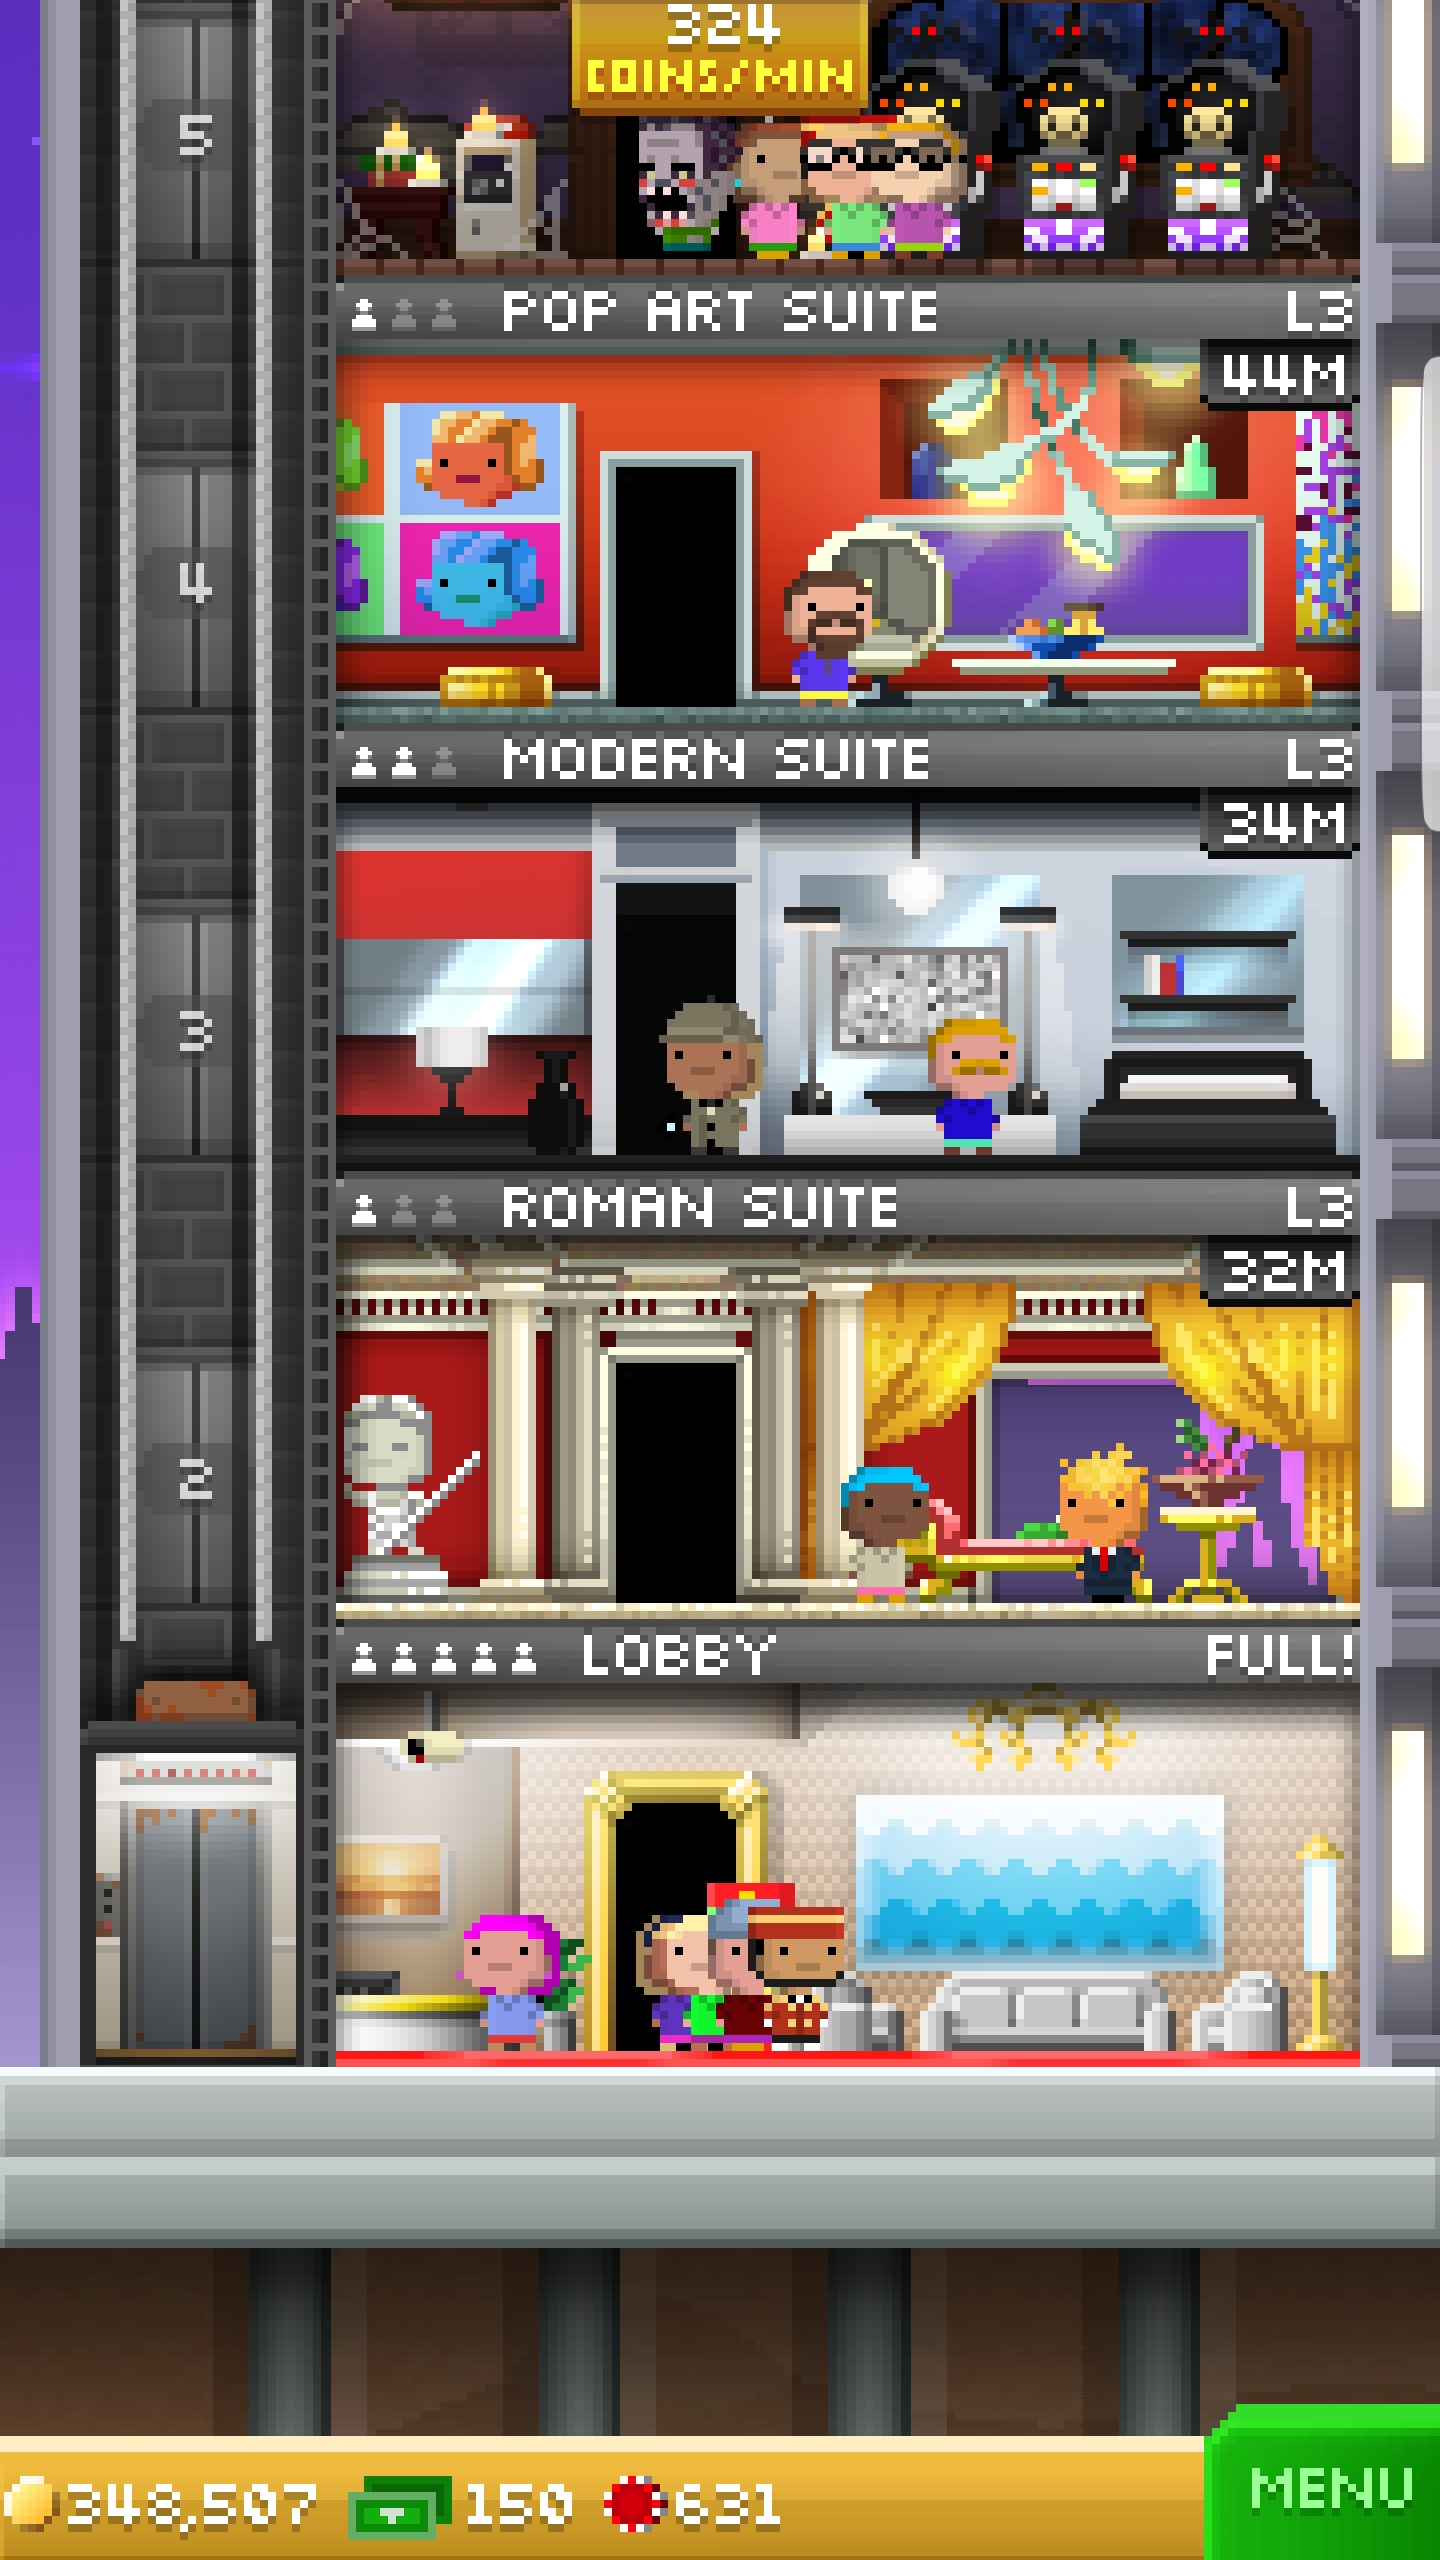 324
COINS/MIN
5
POP ART SUITE L3
44M
4
MODERN SUITE L3
34M
3
ROMAN SUITE L3
32M
2
LOBBY FULL!
348,507 150 631
MENU